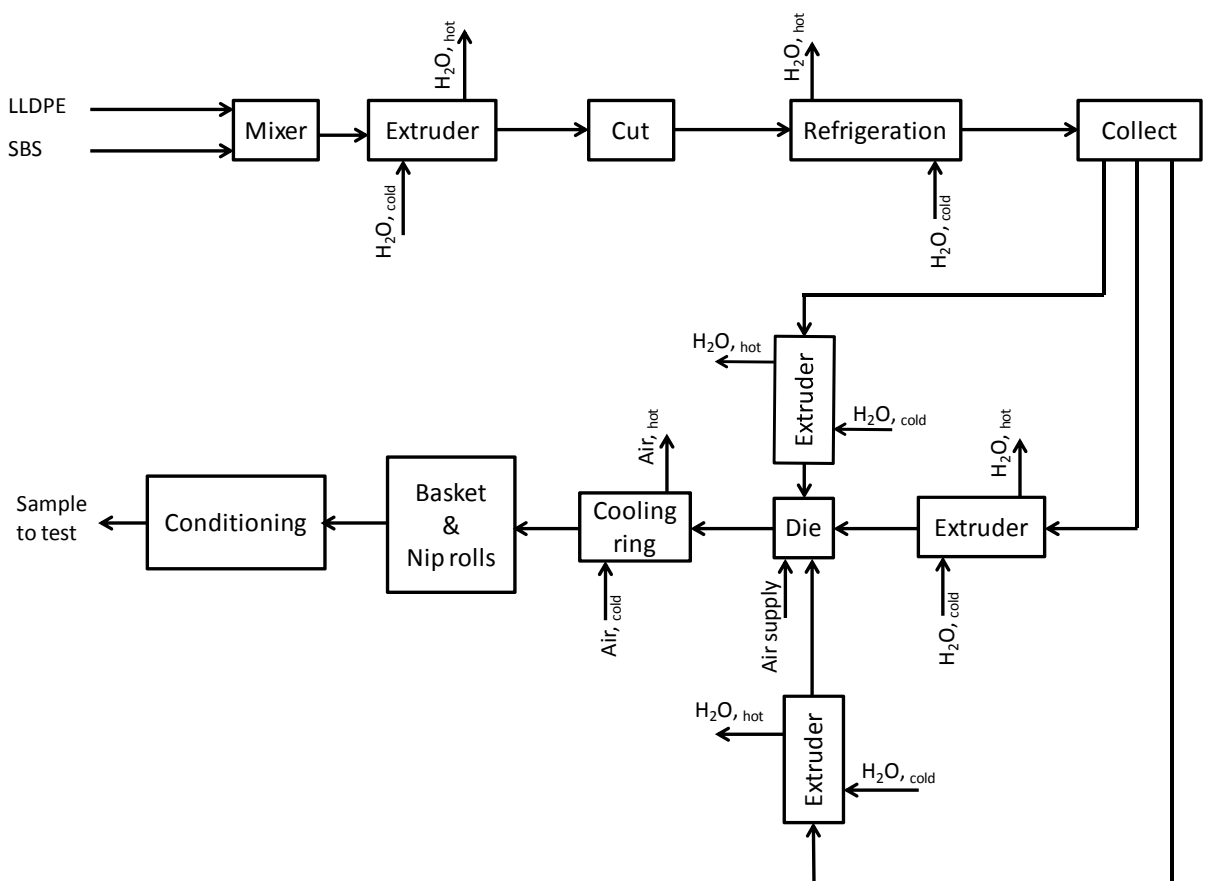 H₂O, hot
H₂O, hot
LLDPE
SBS
Mixer
Extruder
Cut
Refrigeration
Collect
H₂O, cold
H₂O, cold
H₂O, hot
Extruder
H₂O, cold
Air, hot
H₂O, hot
Sample
to test
Conditioning
Basket
&
Nip rolls
Cooling
ring
Die
Extruder
Air, cold
Air supply
H₂O, cold
H₂O, hot
Extruder
H₂O, cold